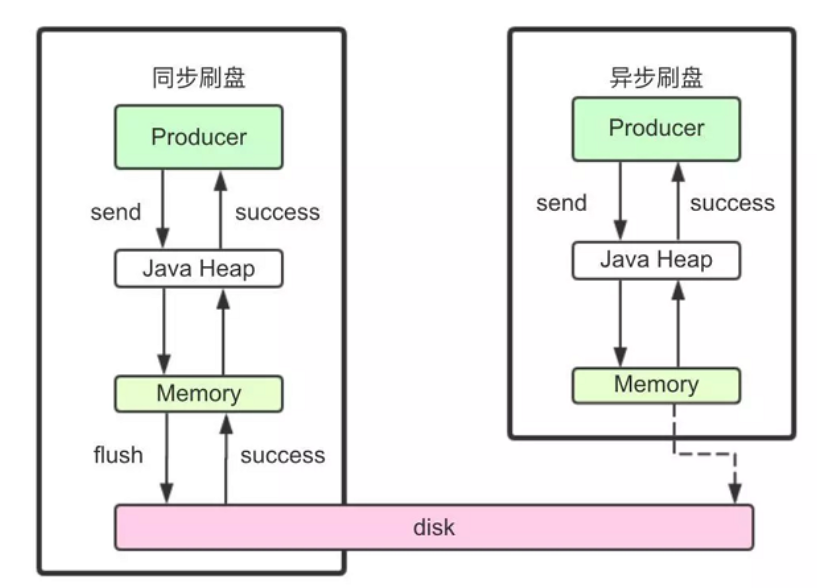 同步刷盘
Producer
send
success
Java Heap
Memory
flush
success
异步刷盘
Producer
send
success
Java Heap
Memory
disk